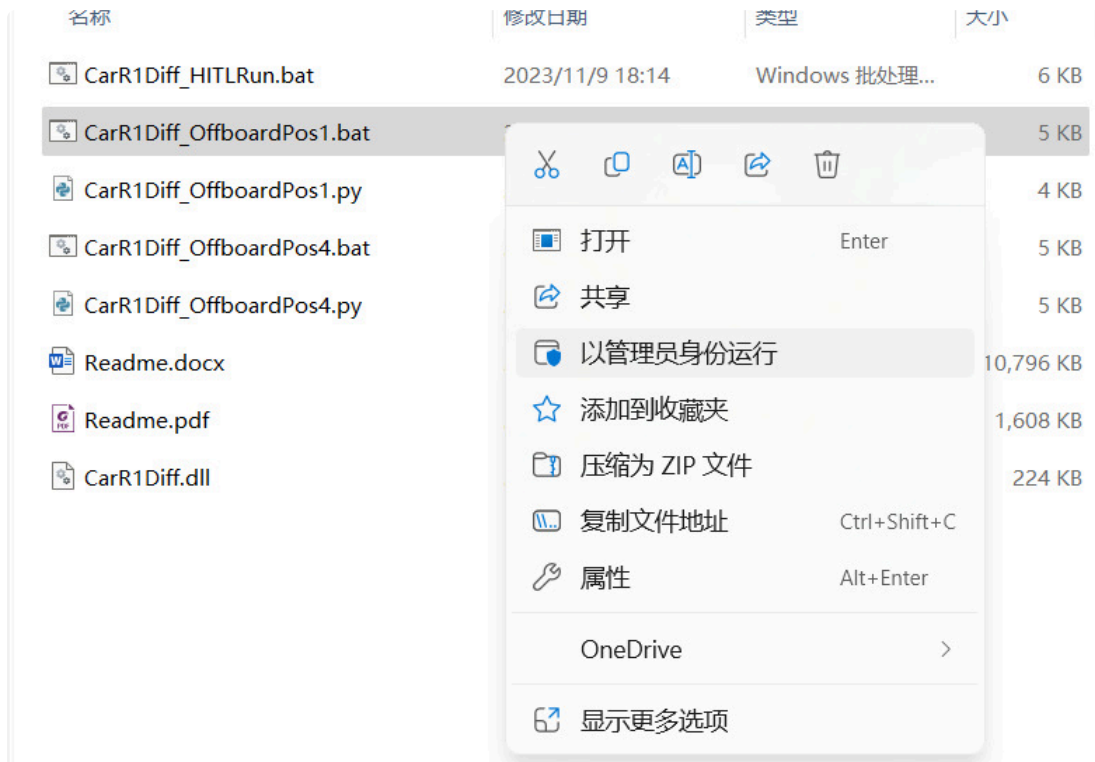 名称 修改日期 类型 大小
CarR1Diff_HITLRun.bat 2023/11/9 18:14 Windows 批处理... 6 KB
CarR1Diff_OffboardPos1.bat 5 KB
CarR1Diff_OffboardPos1.py 4 KB
CarR1Diff_OffboardPos4.bat 5 KB
CarR1Diff_OffboardPos4.py 5 KB
Readme.docx 10,796 KB
Readme.pdf 1,608 KB
CarR1Diff.dll 224 KB
打开 Enter
共享
以管理员身份运行
添加到收藏夹
压缩为 ZIP 文件
复制文件地址 Ctrl+Shift+C
属性 Alt+Enter
OneDrive
显示更多选项